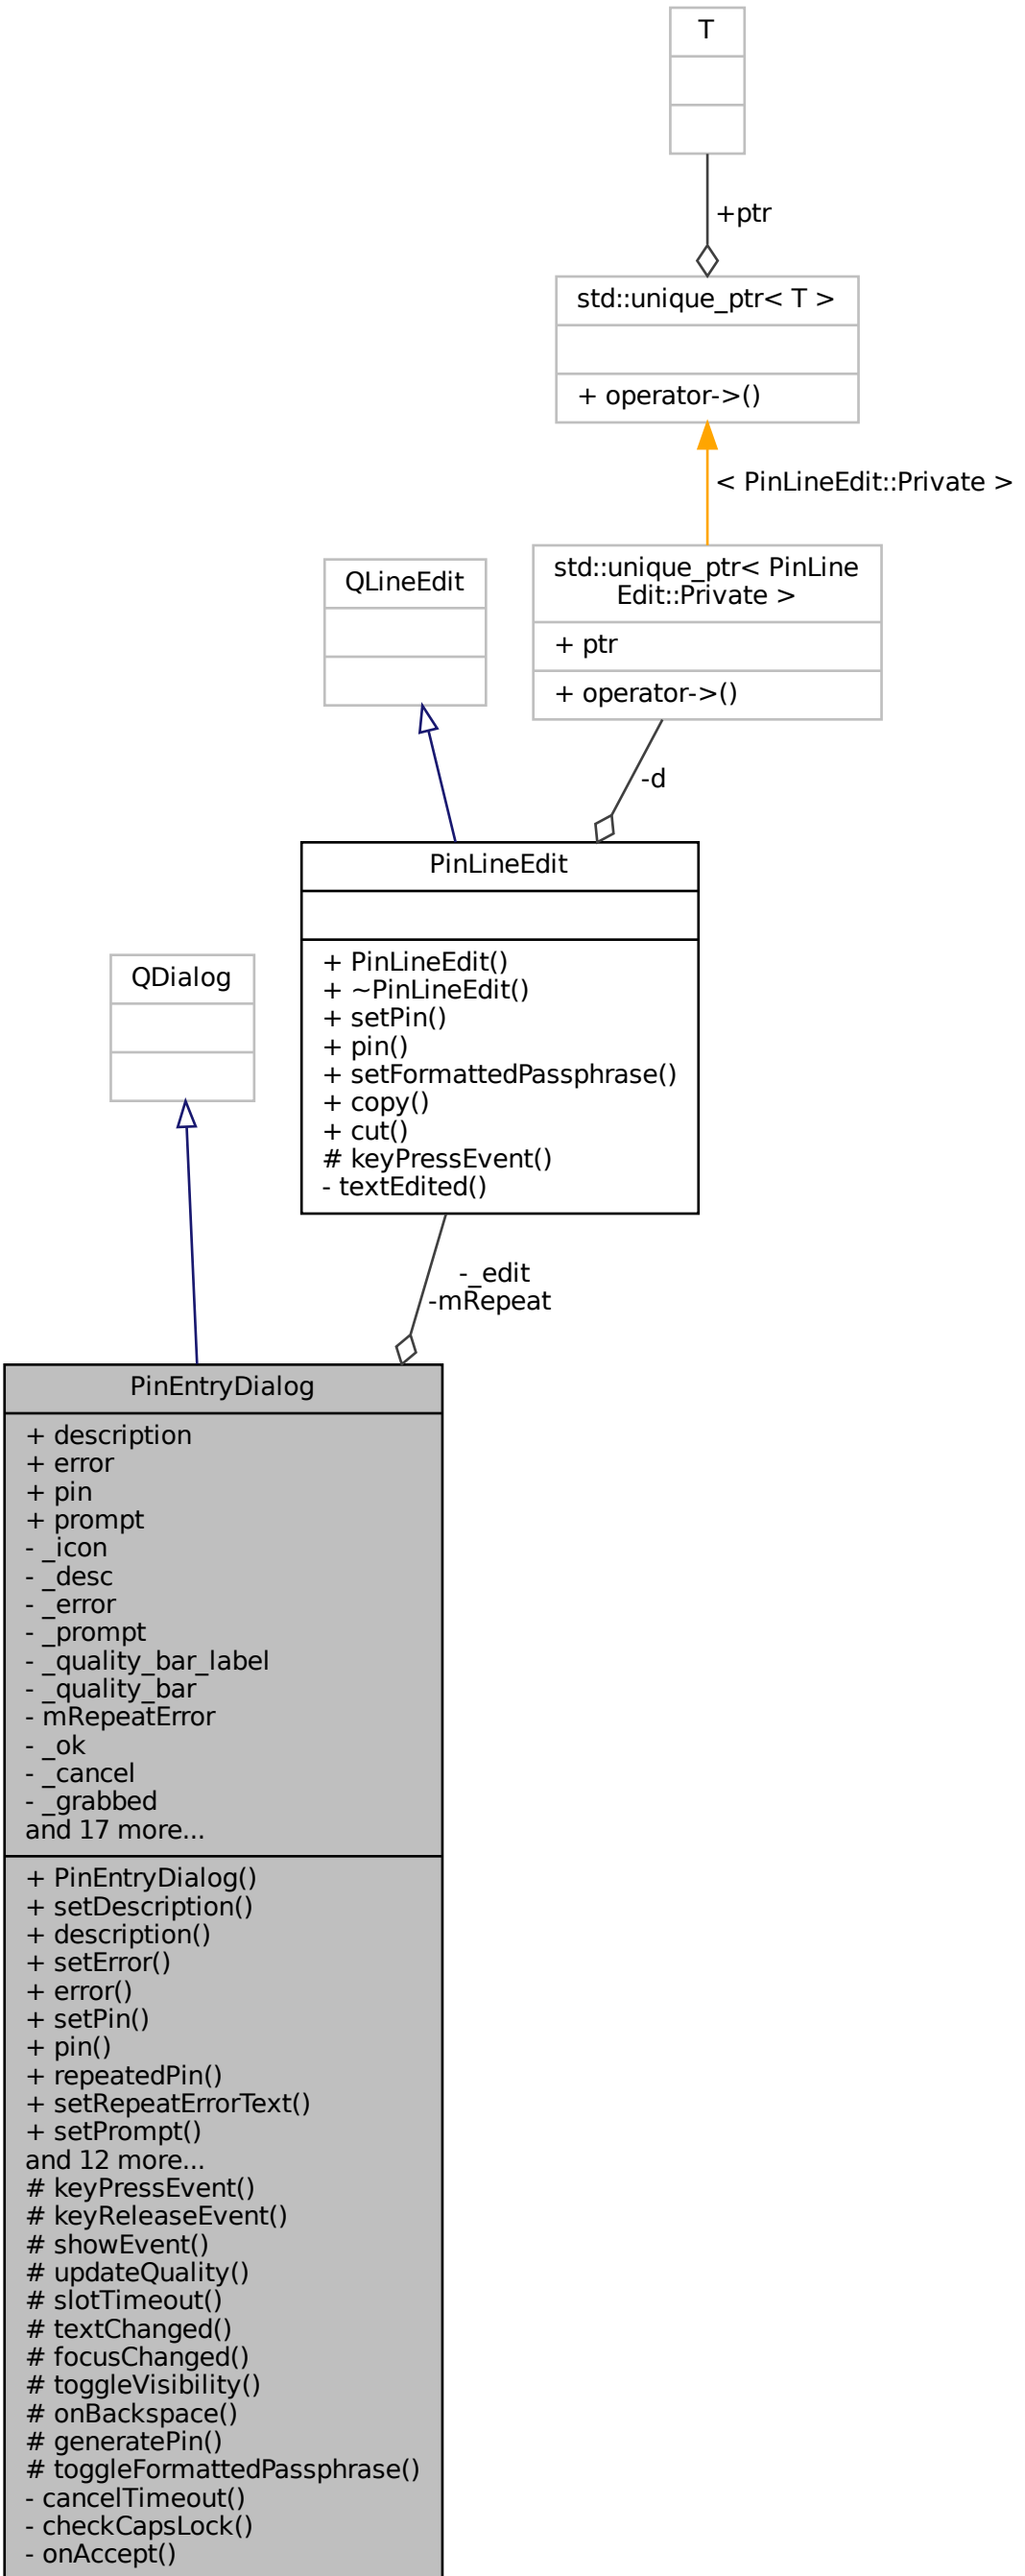 T
+ptr
std::unique_ptr< T >
+ operator->()
< PinLineEdit::Private >
QLineEdit
std::unique_ptr< PinLine
Edit::Private >
+ ptr
+ operator->()
-d
PinLineEdit
+ PinLineEdit()
+ ~PinLineEdit()
+ setPin()
+ pin()
+ setFormattedPassphrase()
+ copy()
+ cut()
# keyPressEvent()
- textEdited()
QDialog
-_edit
-mRepeat
PinEntryDialog
+ description
+ error
+ pin
+ prompt
- _icon
- _desc
- _error
- _prompt
- _quality_bar_label
- _quality_bar
- mRepeatError
- _ok
- _cancel
- _grabbed
and 17 more...
+ PinEntryDialog()
+ setDescription()
+ description()
+ setError()
+ error()
+ setPin()
+ pin()
+ repeatedPin()
+ setRepeatErrorText()
+ setPrompt()
and 12 more...
# keyPressEvent()
# keyReleaseEvent()
# showEvent()
# updateQuality()
# slotTimeout()
# textChanged()
# focusChanged()
# toggleVisibility()
# onBackspace()
# generatePin()
# toggleFormattedPassphrase()
- cancelTimeout()
- checkCapsLock()
- onAccept()